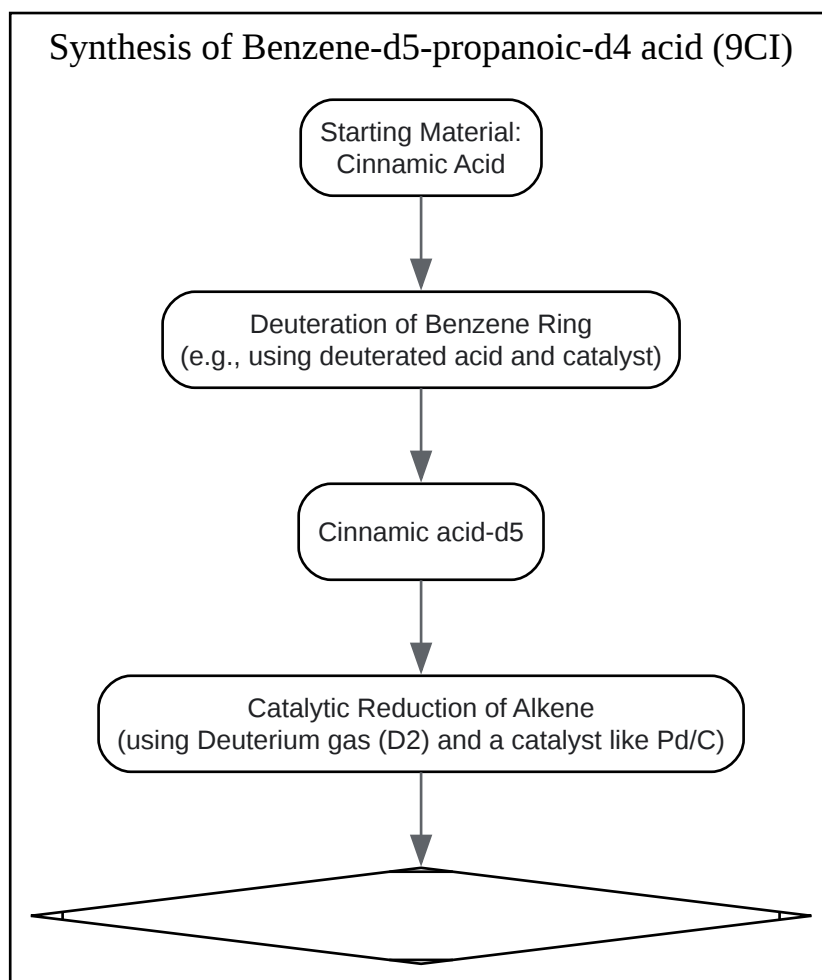 Synthesis of Benzene-d5-propanoic-d4 acid (9CI)
Starting Material:
Cinnamic Acid
Deuteration of Benzene Ring
(e.g., using deuterated acid and catalyst)
Cinnamic acid-d5
Catalytic Reduction of Alkene
(using Deuterium gas (D2) and a catalyst like Pd/C)